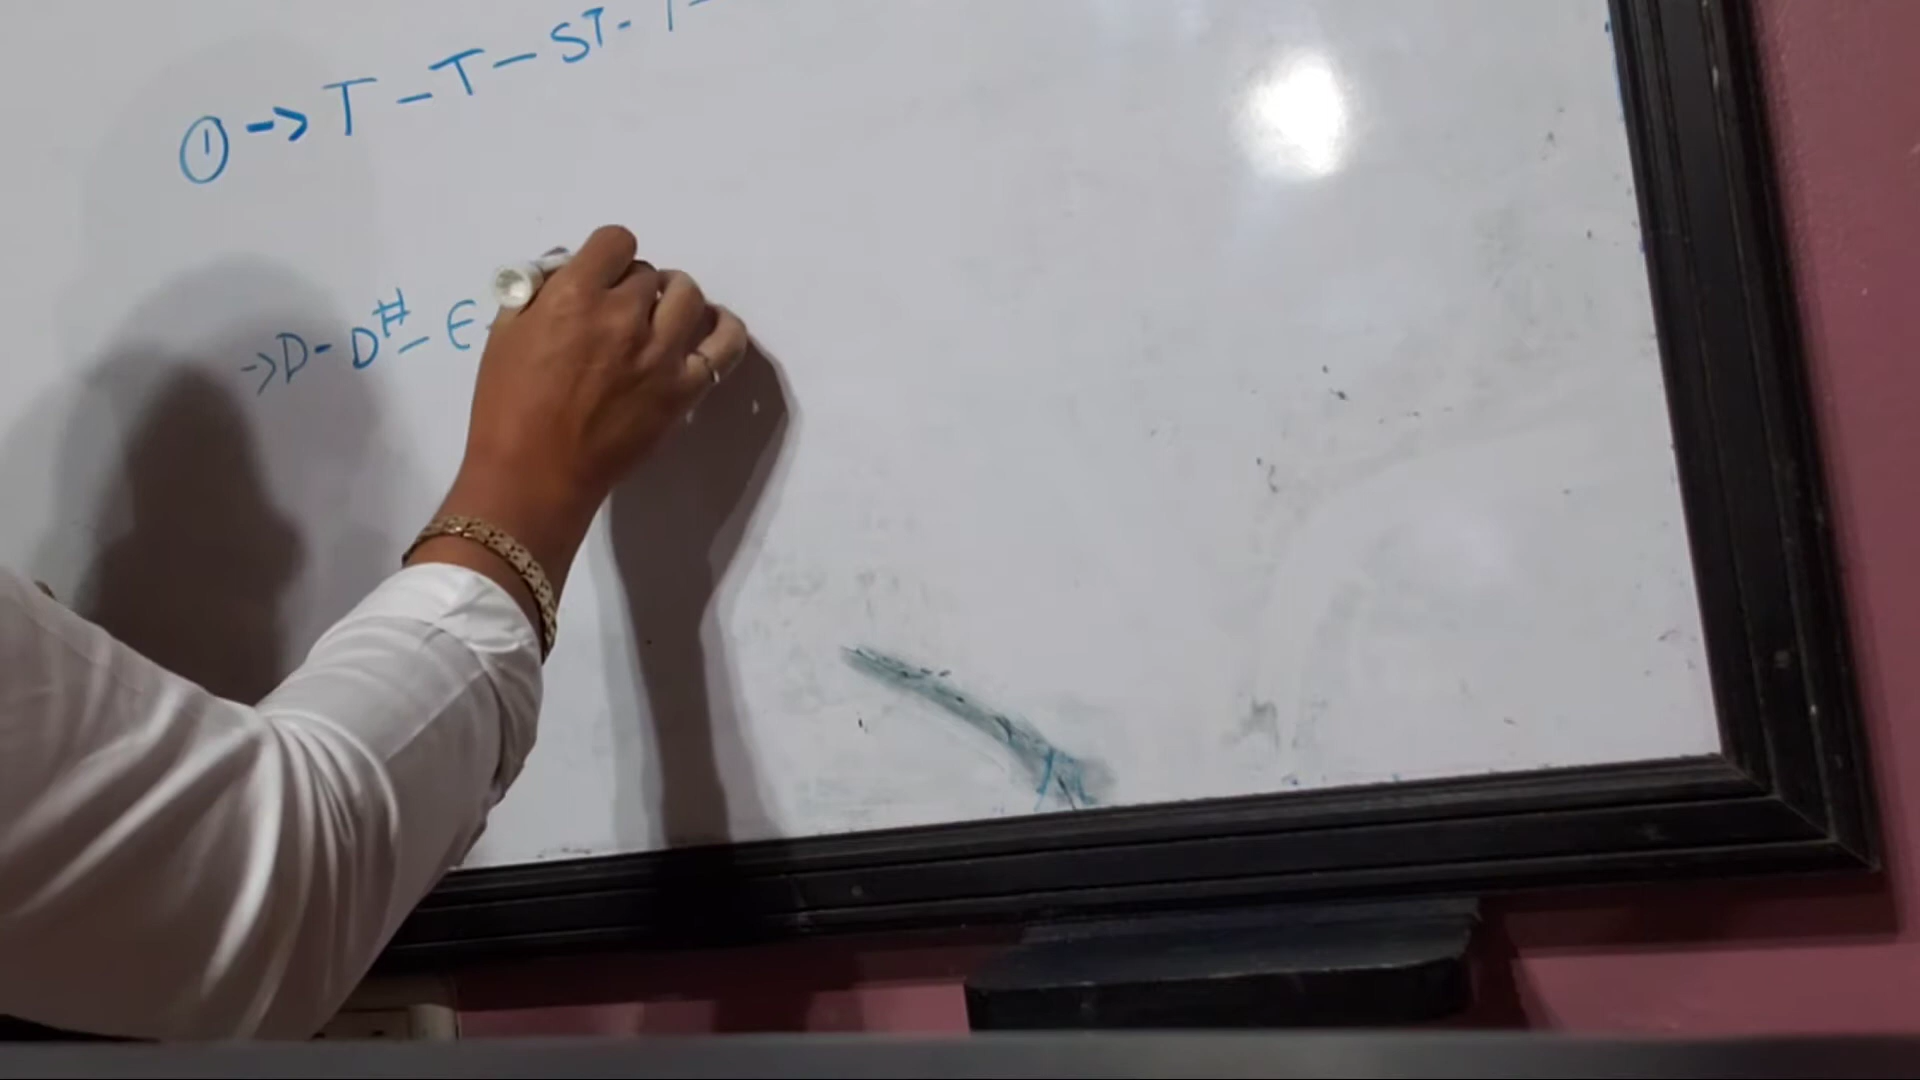 ① -> T - T - ST - T -
-> D - D# - E